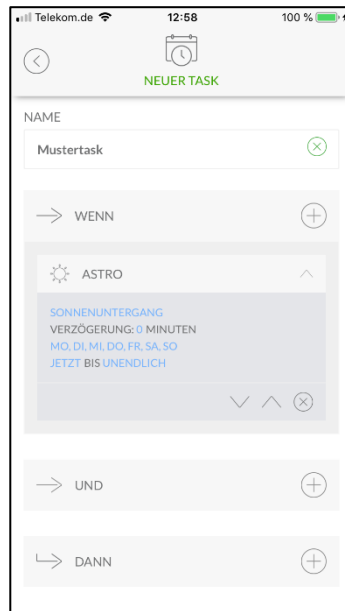 Telekom.de 12:58 100 %
NEUER TASK
NAME
Mustertask
WENN
ASTRO
SONNENUNTERGANG
VERZÖGERUNG: 0 MINUTEN
MO, DI, MI, DO, FR, SA, SO
JETZT BIS UNENDLICH
UND
DANN